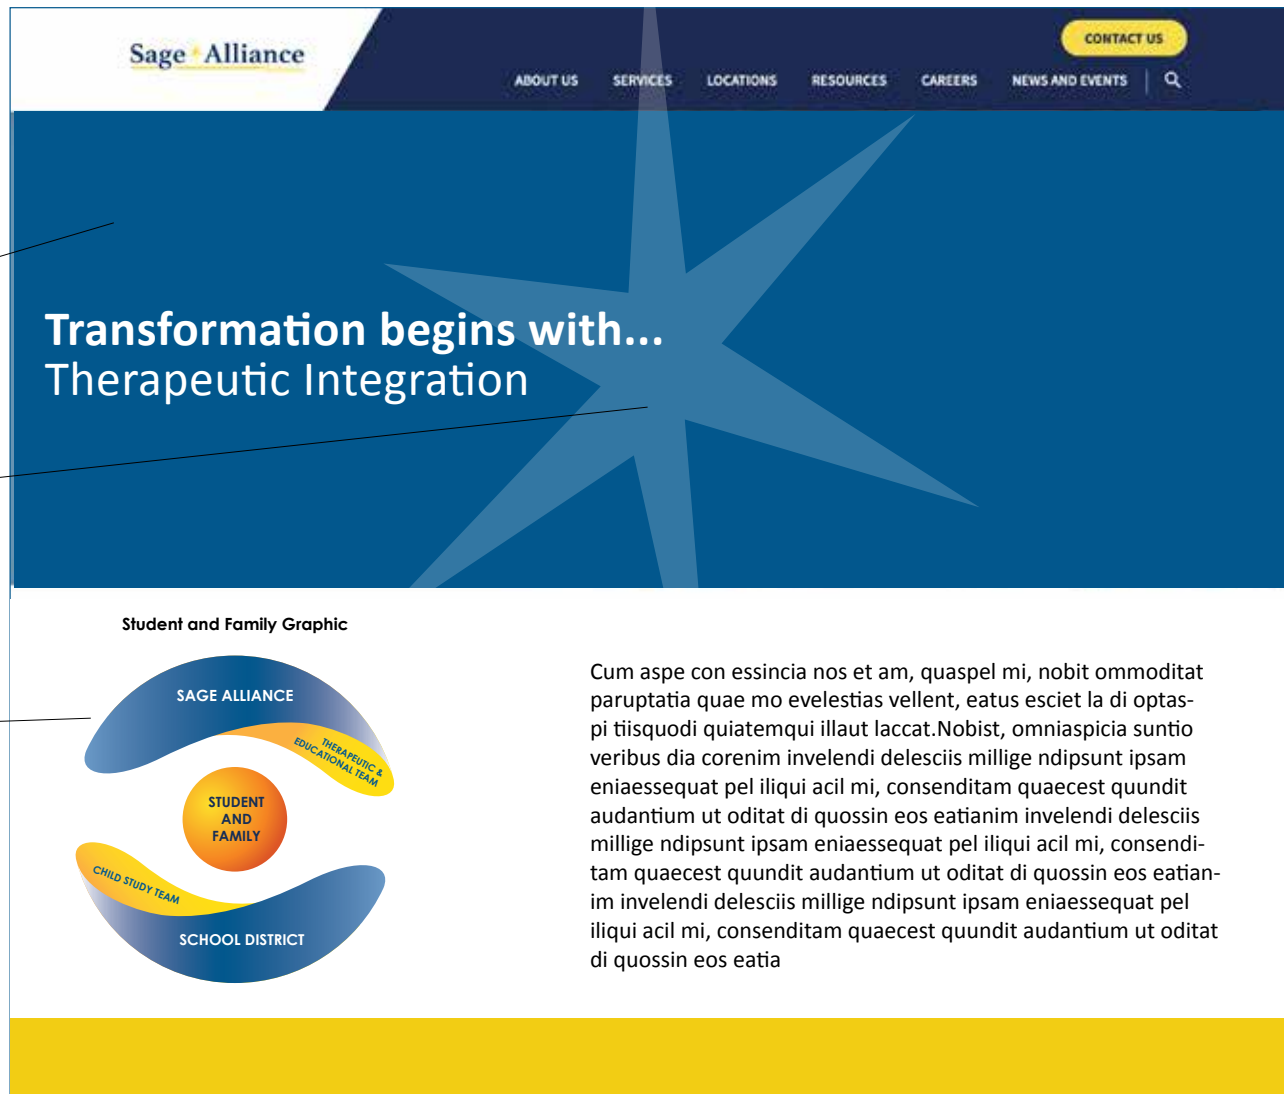 Sage Alliance
CONTACT US
ABOUT US SERVICES LOCATIONS RESOURCES CAREERS NEWS AND EVENTS
Transformation begins with...
Therapeutic Integration
Student and Family Graphic
SAGE ALLIANCE
THERAPEUTIC &
EDUCATIONAL TEAM
STUDENT
AND
FAMILY
CHILD STUDY TEAM
SCHOOL DISTRICT
Cum aspe con essincia nos et am, quaspel mi, nobit ommoditat
paruptatia quae mo evelestias vellent, eatus esciet la di optas-
pi tiisquodi quiatemqui illaut laccat.Nobist, omniaspicia suntio
veribus dia corenim invelendi delesciis millige ndipsunt ipsam
eniaessequat pel iliqui acil mi, consenditam quaecest quundit
audantium ut oditat di quossin eos eatianim invelendi delesciis
millige ndipsunt ipsam eniaessequat pel iliqui acil mi, consendi-
tam quaecest quundit audantium ut oditat di quossin eos eatian-
im invelendi delesciis millige ndipsunt ipsam eniaessequat pel
iliqui acil mi, consenditam quaecest quundit audantium ut oditat
di quossin eos eatia